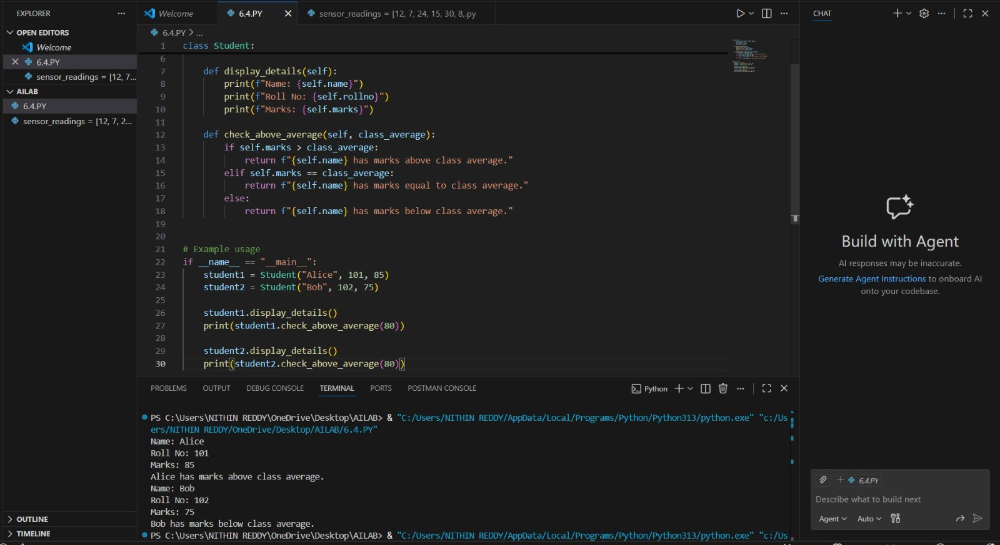 EXPLORER
OPEN EDITORS
Welcome
6.4.PY
sensor_readings = [12, 7...
AILAB
6.4.PY
sensor_readings = [12, 7, 2...
OUTLINE
TIMELINE
Welcome
6.4.PY
sensor_readings = [12, 7, 24, 15, 30, 8,.py
6.4.PY > ...
1 class Student:
6
7 def display_details(self):
8 print(f"Name: {self.name}")
9 print(f"Roll No: {self.rollno}")
10 print(f"Marks: {self.marks}")
11
12 def check_above_average(self, class_average):
13 if self.marks > class_average:
14 return f"{self.name} has marks above class average."
15 elif self.marks == class_average:
16 return f"{self.name} has marks equal to class average."
17 else:
18 return f"{self.name} has marks below class average."
19
20
21 # Example usage
22 if __name__ == "__main__":
23 student1 = Student("Alice", 101, 85)
24 student2 = Student("Bob", 102, 75)
25
26 student1.display_details()
27 print(student1.check_above_average(80))
28
29 student2.display_details()
30 print(student2.check_above_average(80))
PROBLEMS OUTPUT DEBUG CONSOLE TERMINAL PORTS POSTMAN CONSOLE
Python
PS C:\Users\NITHIN REDDY\OneDrive\Desktop\AILAB> & "C:/Users/NITHIN REDDY/AppData/Local/Programs/Python/Python313/python.exe" "c:/Us
ers/NITHIN REDDY/OneDrive/Desktop/AILAB/6.4.PY"
Name: Alice
Roll No: 101
Marks: 85
Alice has marks above class average.
Name: Bob
Roll No: 102
Marks: 75
Bob has marks below class average.
PS C:\Users\NITHIN REDDY\OneDrive\Desktop\AILAB> & "C:/Users/NITHIN REDDY/AppData/Local/Programs/Python/Python313/python.exe" "c:/Us
CHAT
Build with Agent
AI responses may be inaccurate.
Generate Agent Instructions to onboard AI
onto your codebase.
6.4.PY
Describe what to build next
Agent
Auto